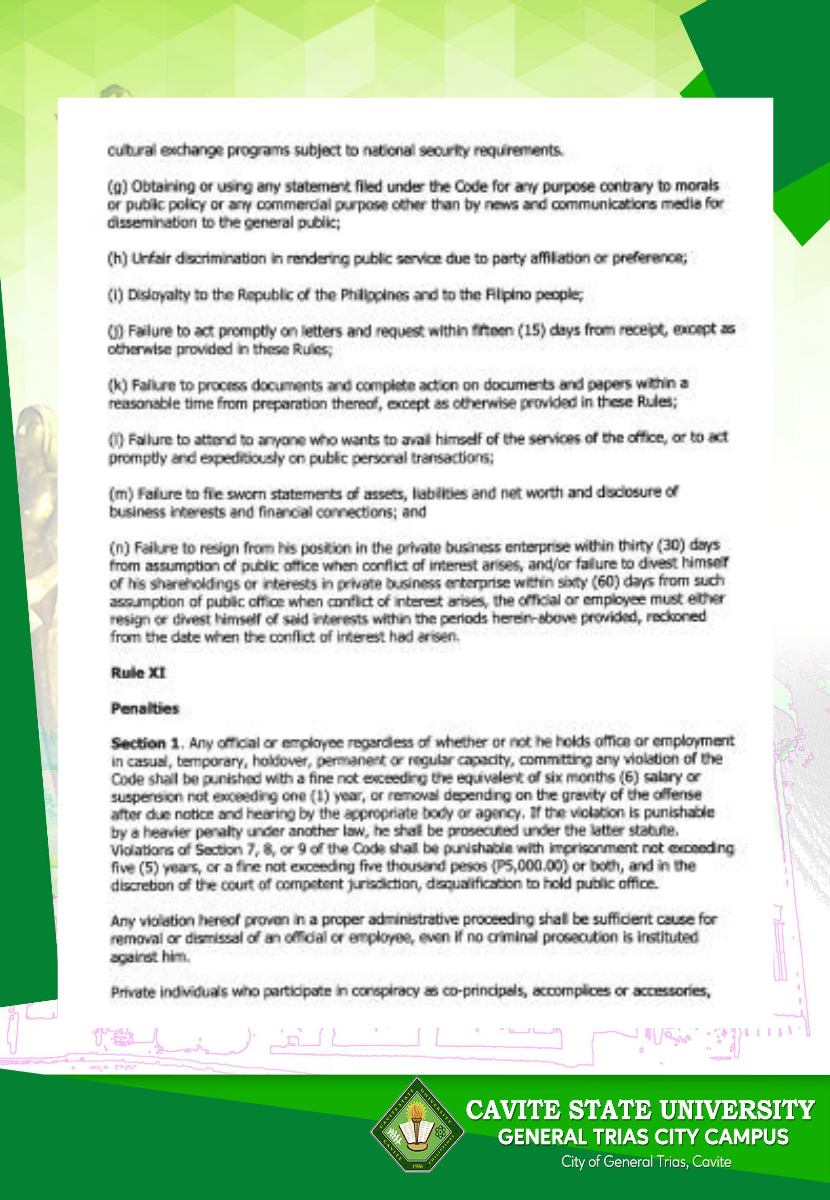 cultural exchange programs subject to national security requirements.
(g) Obtaining or using any statement filed under the Code for any purpose contrary to morals
or public policy or any commercial purpose other than by news and communications media for
dissemination to the general public;
(h) Unfair discrimination in rendering public service due to party affiliation or preference;
(i) Disloyalty to the Republic of the Philippines and to the Filipino people;
(j) Failure to act promptly on letters and request within fifteen (15) days from receipt, except as
otherwise provided in these Rules;
(k) Failure to process documents and complete action on documents and papers within a
reasonable time from preparation thereof, except as otherwise provided in these Rules;
(l) Failure to attend to anyone who wants to avail himself of the services of the office, or to act
promptly and expeditiously on public personal transactions;
(m) Failure to file sworn statements of assets, liabilities and net worth and disclosure of
business interests and financial connections; and
(n) Failure to resign from his position in the private business enterprise within thirty (30) days
from assumption of public office when conflict of interest arises, and/or failure to divest himself
of his shareholdings or interests in private business enterprise within sixty (60) days from such
assumption of public office when conflict of interest arises, the official or employee must either
resign or divest himself of said interests within the periods herein-above provided, reckoned
from the date when the conflict of interest had arisen.
Rule XI
Penalties
Section 1. Any official or employee regardless of whether or not he holds office or employment
in casual, temporary, holdover, permanent or regular capacity, committing any violation of the
Code shall be punished with a fine not exceeding the equivalent of six months (6) salary or
suspension not exceeding one (1) year, or removal depending on the gravity of the offense
after due notice and hearing by the appropriate body or agency. If the violation is punishable
by a heavier penalty under another law, he shall be prosecuted under the latter statute.
Violations of Section 7, 8, or 9 of the Code shall be punishable with imprisonment not exceeding
five (5) years, or a fine not exceeding five thousand pesos (P5,000.00) or both, and in the
discretion of the court of competent jurisdiction, disqualification to hold public office.
Any violation hereof proven in a proper administrative proceeding shall be sufficient cause for
removal or dismissal of an official or employee, even if no criminal prosecution is instituted
against him.
Private individuals who participate in conspiracy as co-principals, accomplices or accessories,
1906
CAVITE STATE UNIVERSITY
GENERAL TRIAS CITY CAMPUS
City of General Trias, Cavite